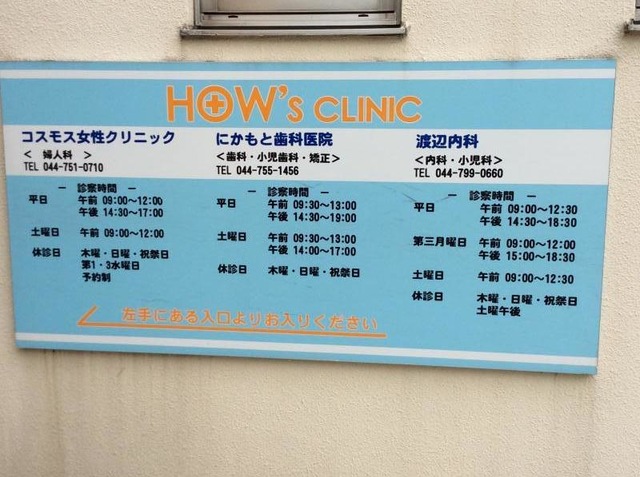 HOW'S CLINIC
コスモス女性クリニック
< 婦人科 >
TEL 044-751-0710
― 診察時間 ―
平日 午前 09:00〜12:00
午後 14:30〜17:00
土曜日 午前 09:00〜12:00
休診日 木曜・日曜・祝祭日
第1・3水曜日
予約制
にかもと歯科医院
<歯科・小児歯科・矯正>
TEL 044-755-1456
― 診察時間 ―
平日 午前 09:30〜13:00
午後 14:30〜19:00
土曜日 午前 09:30〜13:00
午後 14:00〜17:00
休診日 木曜・日曜・祝祭日
渡辺内科
<内科・小児科>
TEL 044-799-0660
― 診察時間 ―
平日 午前 09:00〜12:30
午後 14:30〜18:30
第三月曜日 午前 09:00〜12:00
午後 15:00〜18:30
土曜日 午前 09:00〜12:30
休診日 木曜・日曜・祝祭日
土曜午後
左手にある入口よりお入りください